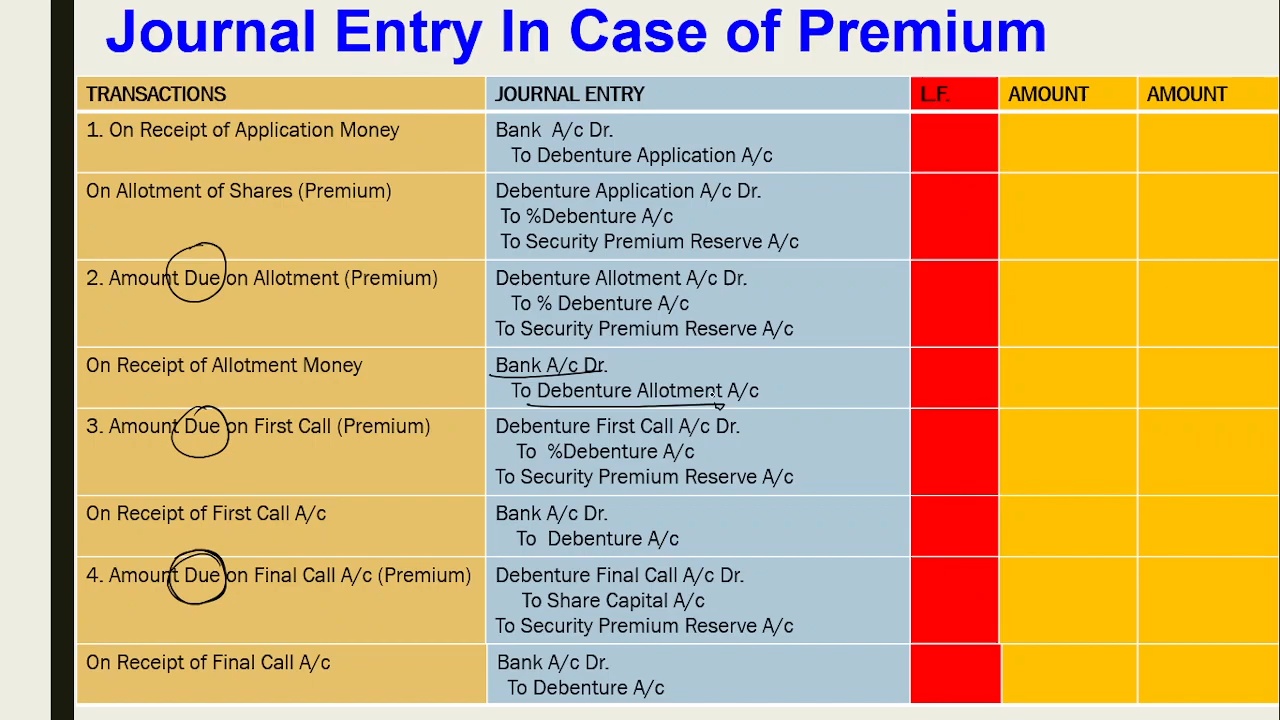 Journal Entry In Case of Premium
TRANSACTIONS JOURNAL ENTRY L.F. AMOUNT AMOUNT
1. On Receipt of Application Money
Bank A/c Dr.
To Debenture Application A/c
On Allotment of Shares (Premium)
Debenture Application A/c Dr.
To %Debenture A/c
To Security Premium Reserve A/c
2. Amount Due on Allotment (Premium)
Debenture Allotment A/c Dr.
To % Debenture A/c
To Security Premium Reserve A/c
On Receipt of Allotment Money
Bank A/c Dr.
To Debenture Allotment A/c
3. Amount Due on First Call (Premium)
Debenture First Call A/c Dr.
To %Debenture A/c
To Security Premium Reserve A/c
On Receipt of First Call A/c
Bank A/c Dr.
To Debenture A/c
4. Amount Due on Final Call A/c (Premium)
Debenture Final Call A/c Dr.
To Share Capital A/c
To Security Premium Reserve A/c
On Receipt of Final Call A/c
Bank A/c Dr.
To Debenture A/c